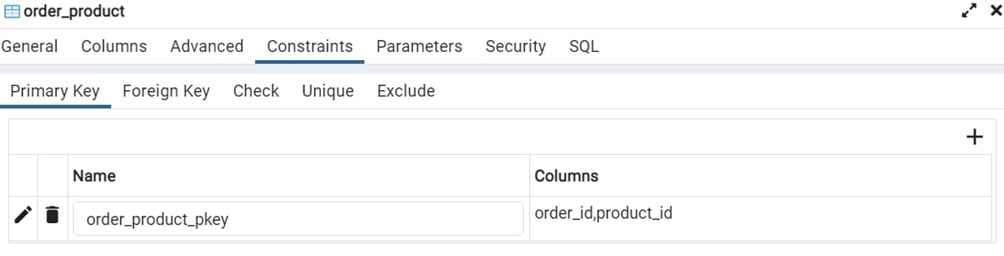 order_product
General Columns Advanced Constraints Parameters Security SQL
Primary Key Foreign Key Check Unique Exclude
Name Columns
order_product_pkey order_id,product_id